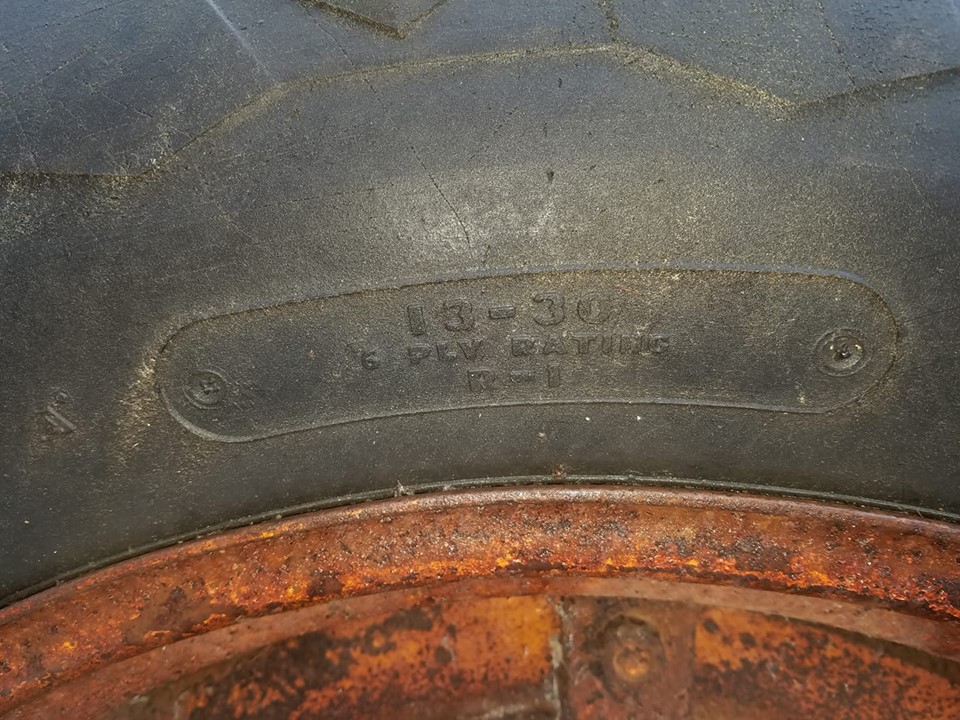 13-30
6 PLY RATING
R-1